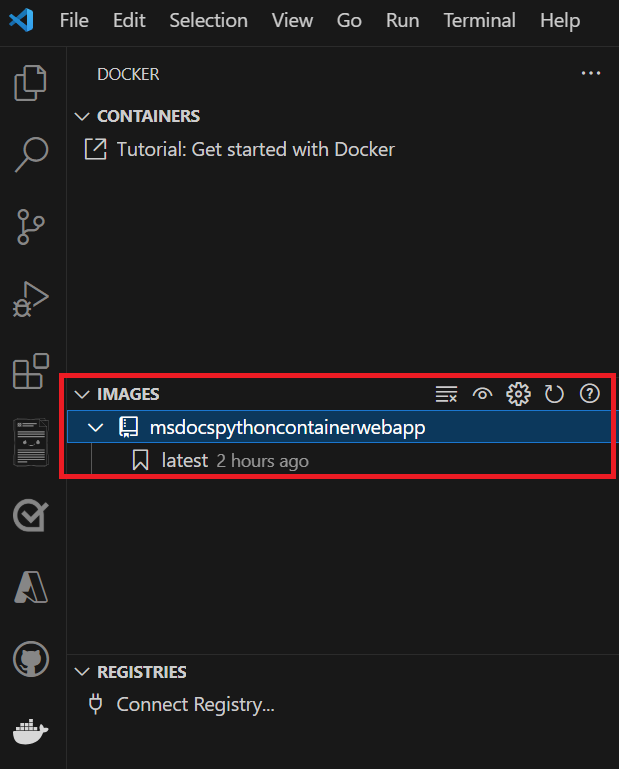 File Edit Selection View Go Run Terminal Help
DOCKER
CONTAINERS
Tutorial: Get started with Docker
IMAGES
msdocspythoncontainerwebapp
latest 2 hours ago
REGISTRIES
Connect Registry...